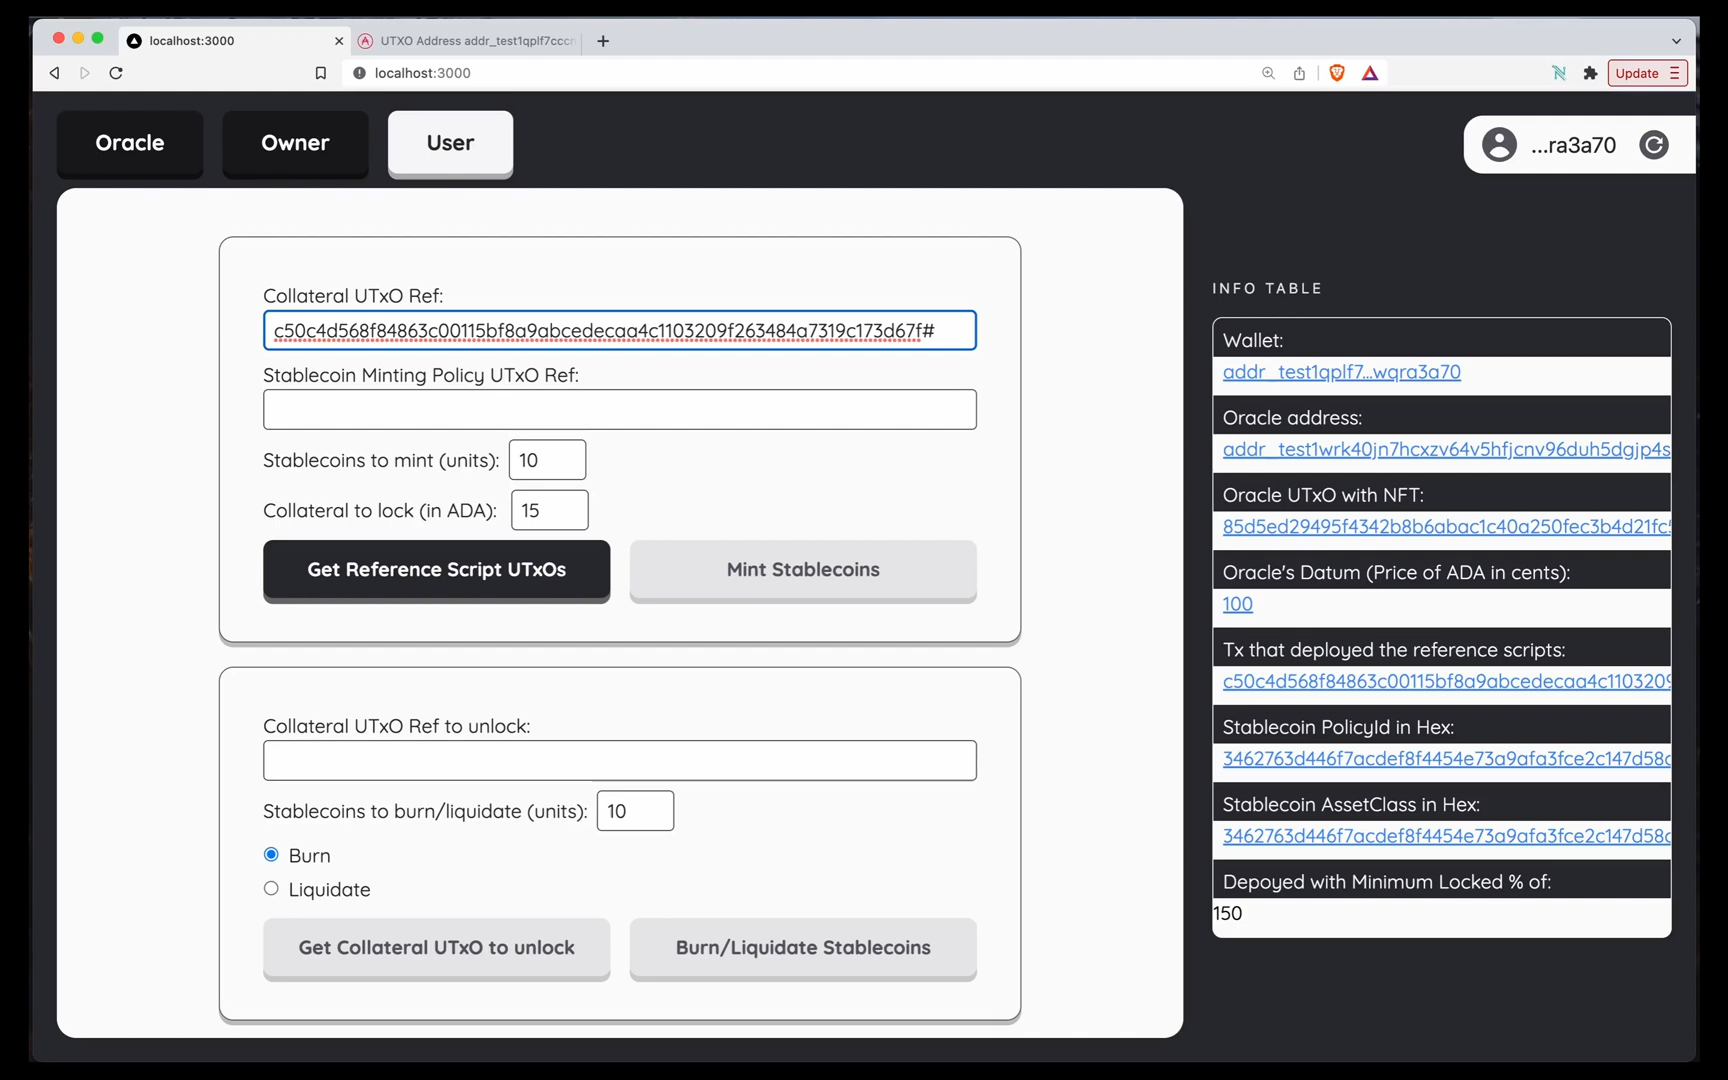 localhost:3000
UTXO Address addr_test1qplf7cccn
localhost:3000
Update
Oracle
Owner
User
...ra3a70
Collateral UTxO Ref:
c50c4d568f84863c00115bf8a9abcedecaa4c1103209f263484a7319c173d67f#
Stablecoin Minting Policy UTxO Ref:
Stablecoins to mint (units): 10
Collateral to lock (in ADA): 15
Get Reference Script UTxOs
Mint Stablecoins
Collateral UTxO Ref to unlock:
Stablecoins to burn/liquidate (units): 10
Burn
Liquidate
Get Collateral UTxO to unlock
Burn/Liquidate Stablecoins
INFO TABLE
Wallet:
addr_test1qplf7...wqra3a70
Oracle address:
addr_test1wrk40jn7hcxzv64v5hfjcnv96duh5dgjp4s
Oracle UTxO with NFT:
85d5ed29495f4342b8b6abac1c40a250fec3b4d21fc5
Oracle's Datum (Price of ADA in cents):
100
Tx that deployed the reference scripts:
c50c4d568f84863c00115bf8a9abcedecaa4c1103209
Stablecoin PolicyId in Hex:
3462763d446f7acdef8f4454e73a9afa3fce2c147d58c
Stablecoin AssetClass in Hex:
3462763d446f7acdef8f4454e73a9afa3fce2c147d58c
Depoyed with Minimum Locked % of:
150